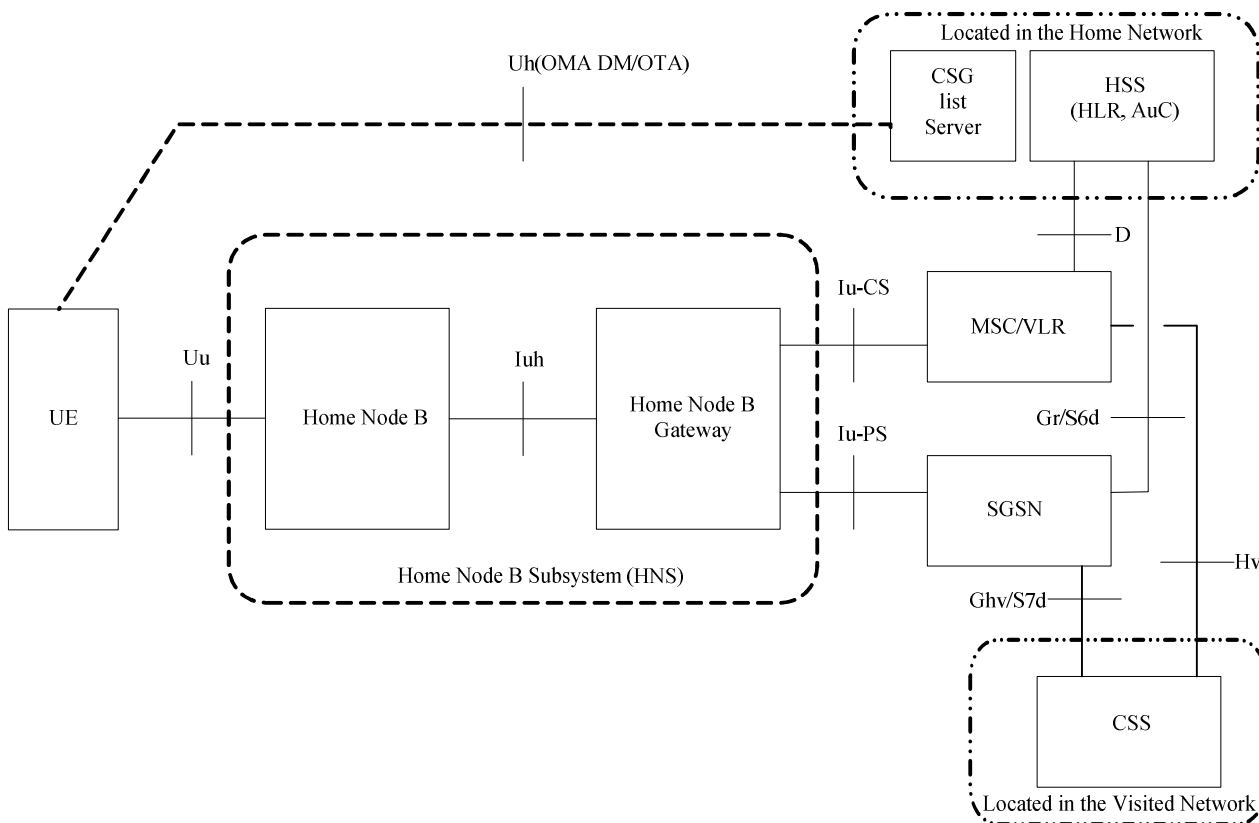 Located in the Home Network
Uh(OMA DM/OTA)
CSG
list
Server
HSS
(HLR, AuC)
D
Iu-CS
MSC/VLR
Uu
Iuh
UE
Home Node B
Home Node B
Gateway
Gr/S6d
Iu-PS
SGSN
Home Node B Subsystem (HNS)
Hv
Ghv/S7d
CSS
Located in the Visited Network